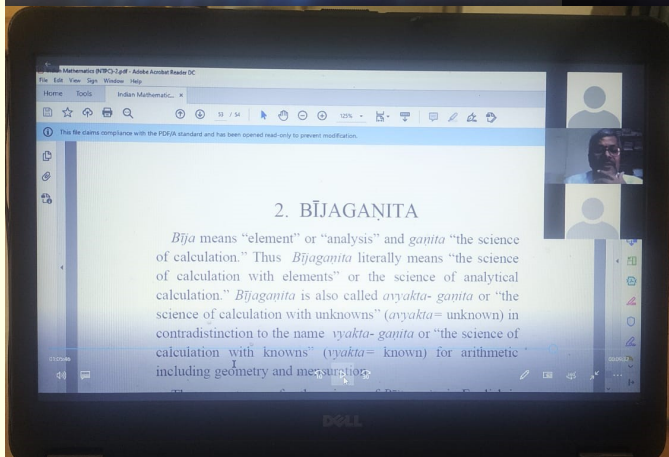 Indian Mathematics (NTPC)-2.pdf - Adobe Acrobat Reader DC
File Edit View Sign Window Help
Home Tools Indian Mathematic... ×
53 / 54 125%
This file claims compliance with the PDF/A standard and has been opened read-only to prevent modification.
2. BĪJAGAṆITA
Bīja means “element” or “analysis” and gaṇita “the science
of calculation.” Thus Bījagaṇita literally means “the science
of calculation with elements” or the science of analytical
calculation.” Bījagaṇita is also called avyakta- gaṇita or “the
science of calculation with unknowns” (avyakta= unknown) in
contradistinction to the name vyakta- gaṇita or “the science of
calculation with knowns” (vyakta= known) for arithmetic
including geometry and mensuration.
DELL